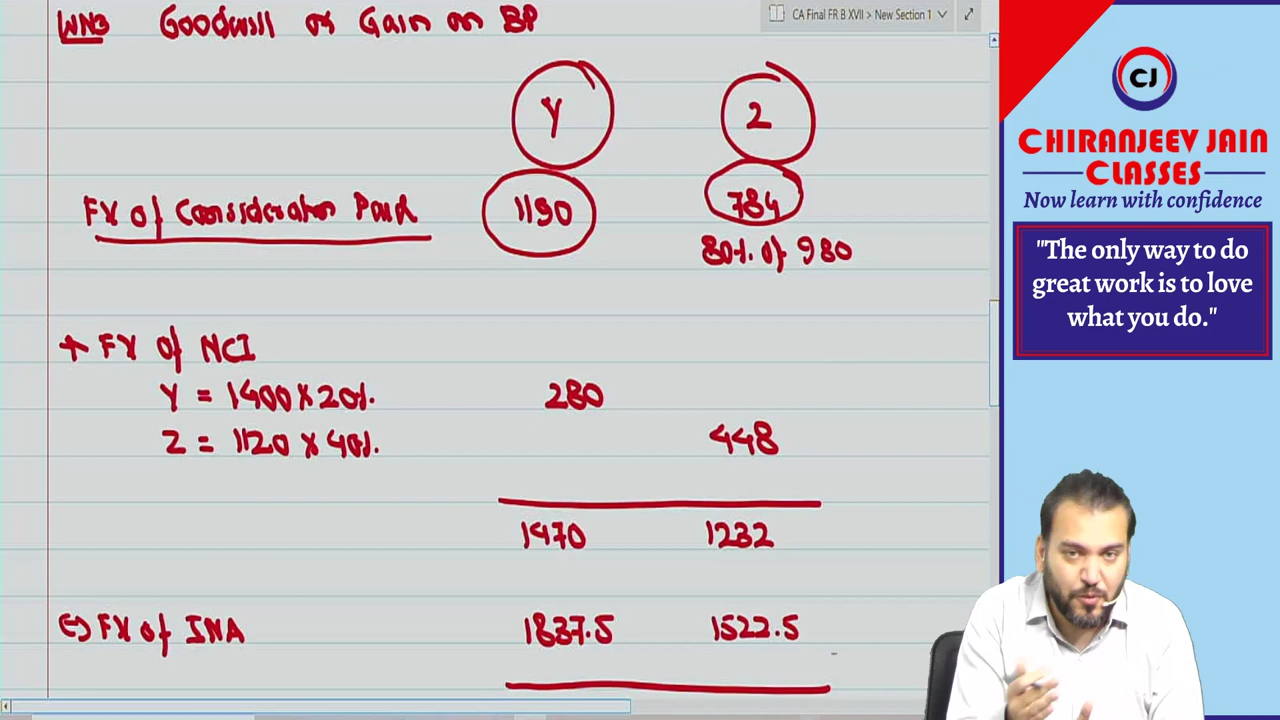 CA Final FR B XVII > New Section 1
WN3 Goodwill or Gain on BP
Y Z
FV of Consideration Paid 1190 784
80% of 980
+ FV of NCI
Y = 1400 X 20%. 280
Z = 1120 X 40%. 448
1470 1232
(-) FV of INA 1837.5 1522.5
CJ
CHIRANJEEV JAIN
CLASSES
Now learn with confidence
"The only way to do
great work is to love
what you do."